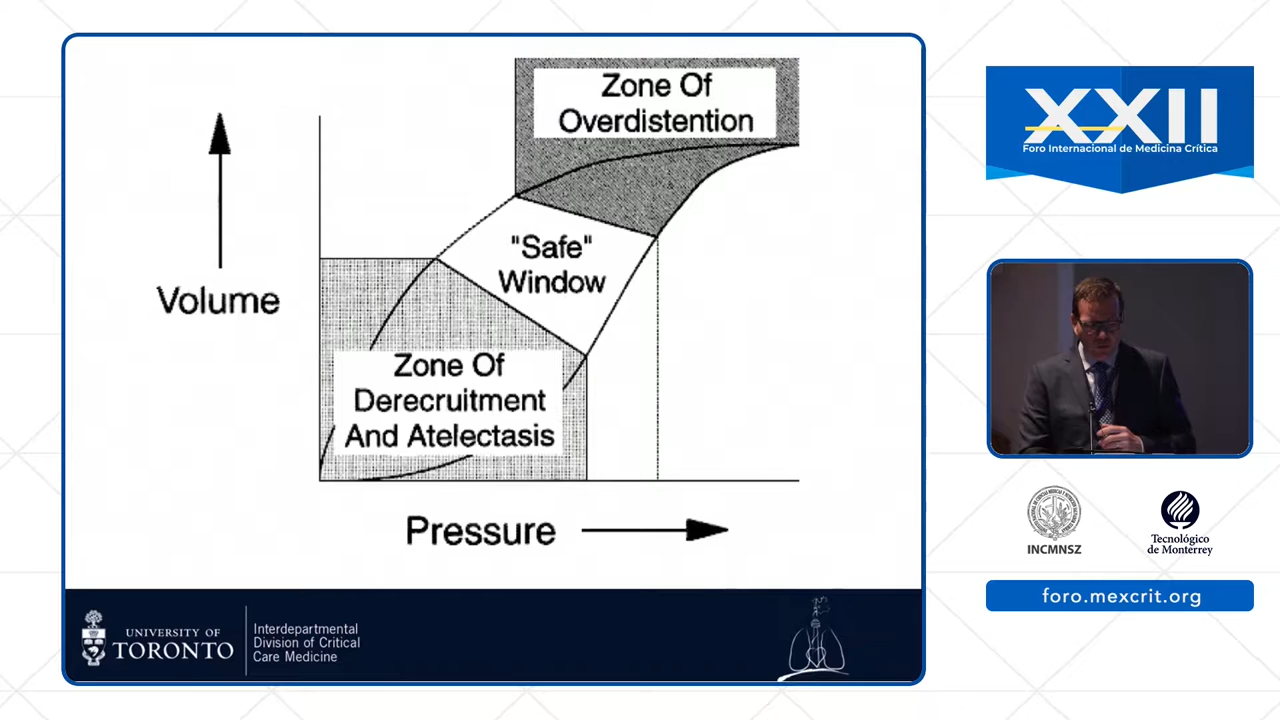 Zone Of
Overdistention
"Safe"
Window
Volume
Zone Of
Derecruitment
And Atelectasis
Pressure
UNIVERSITY OF
TORONTO
Interdepartmental
Division of Critical
Care Medicine
XXII
Foro Internacional de Medicina Crítica
INCMNSZ
Tecnológico
de Monterrey
foro.mexcrit.org